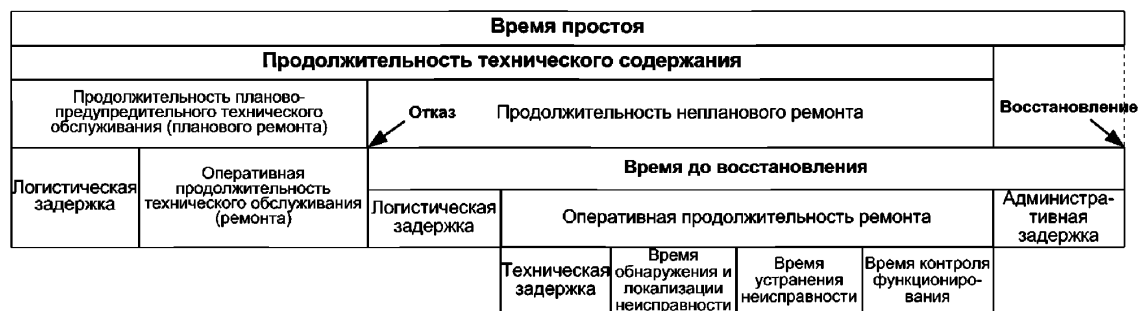 Время простоя
Продолжительность технического содержания
Продолжительность планово-
предупредительного технического
обслуживания (планового ремонта)
Отказ
Продолжительность непланового ремонта
Восстановление
Логистическая
задержка
Оперативная
продолжительность
технического обслуживания
(ремонта)
Время до восстановления
Логистическая
задержка
Оперативная продолжительность ремонта
Администра-
тивная
задержка
Техническая
задержка
Время
обнаружения и
локализации
неисправности
Время
устранения
неисправности
Время контроля
функциониро-
вания